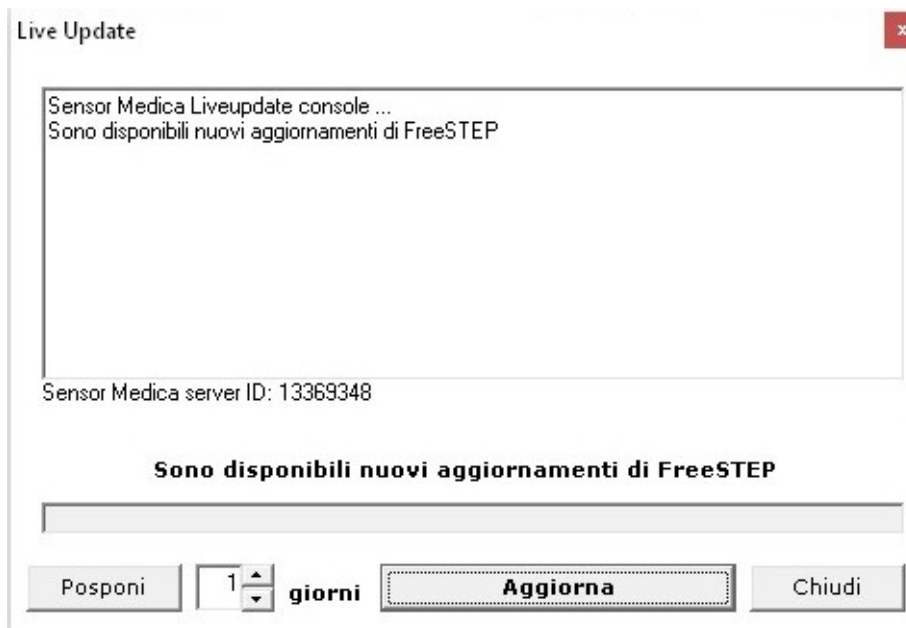 Live Update
x
Sensor Medica Liveupdate console ...
Sono disponibili nuovi aggiornamenti di FreeSTEP
Sensor Medica server ID: 13369348
Sono disponibili nuovi aggiornamenti di FreeSTEP
Posponi 1 giorni Aggiorna Chiudi